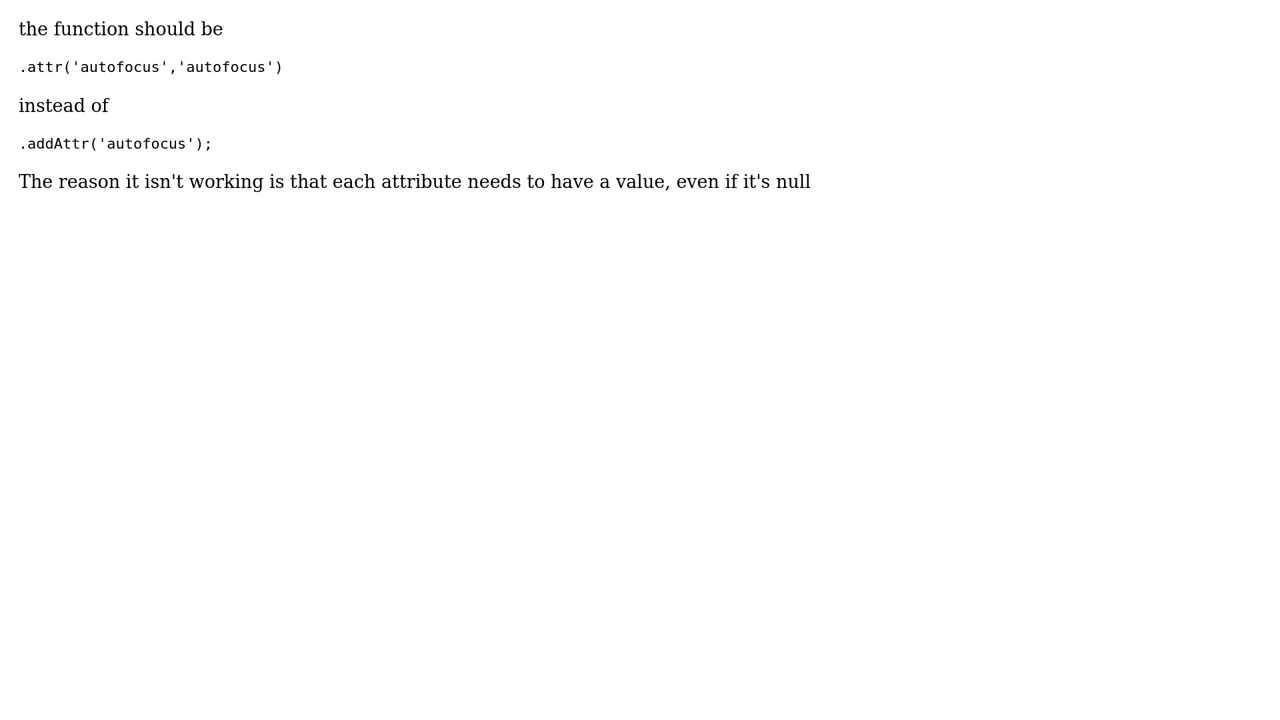 the function should be
.attr('autofocus','autofocus')
instead of
.addAttr('autofocus');
The reason it isn't working is that each attribute needs to have a value, even if it's null